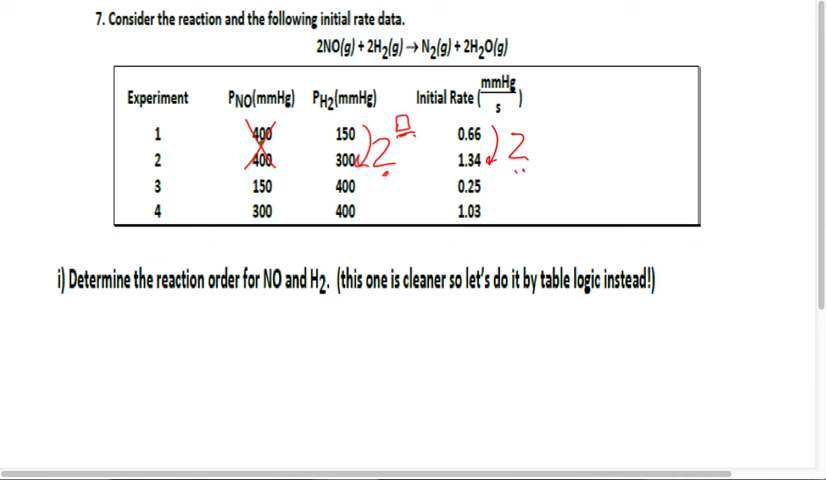 7. Consider the reaction and the following initial rate data.
2NO(g) + 2H₂(g) → N₂(g) + 2H₂O(g)
Experiment P_NO(mmHg) P_H2(mmHg) Initial Rate (mmHg/s)
1 400 150 0.66
2 400 300 1.34
3 150 400 0.25
4 300 400 1.03
2 □
2
i) Determine the reaction order for NO and H₂. (this one is cleaner so let's do it by table logic instead!)